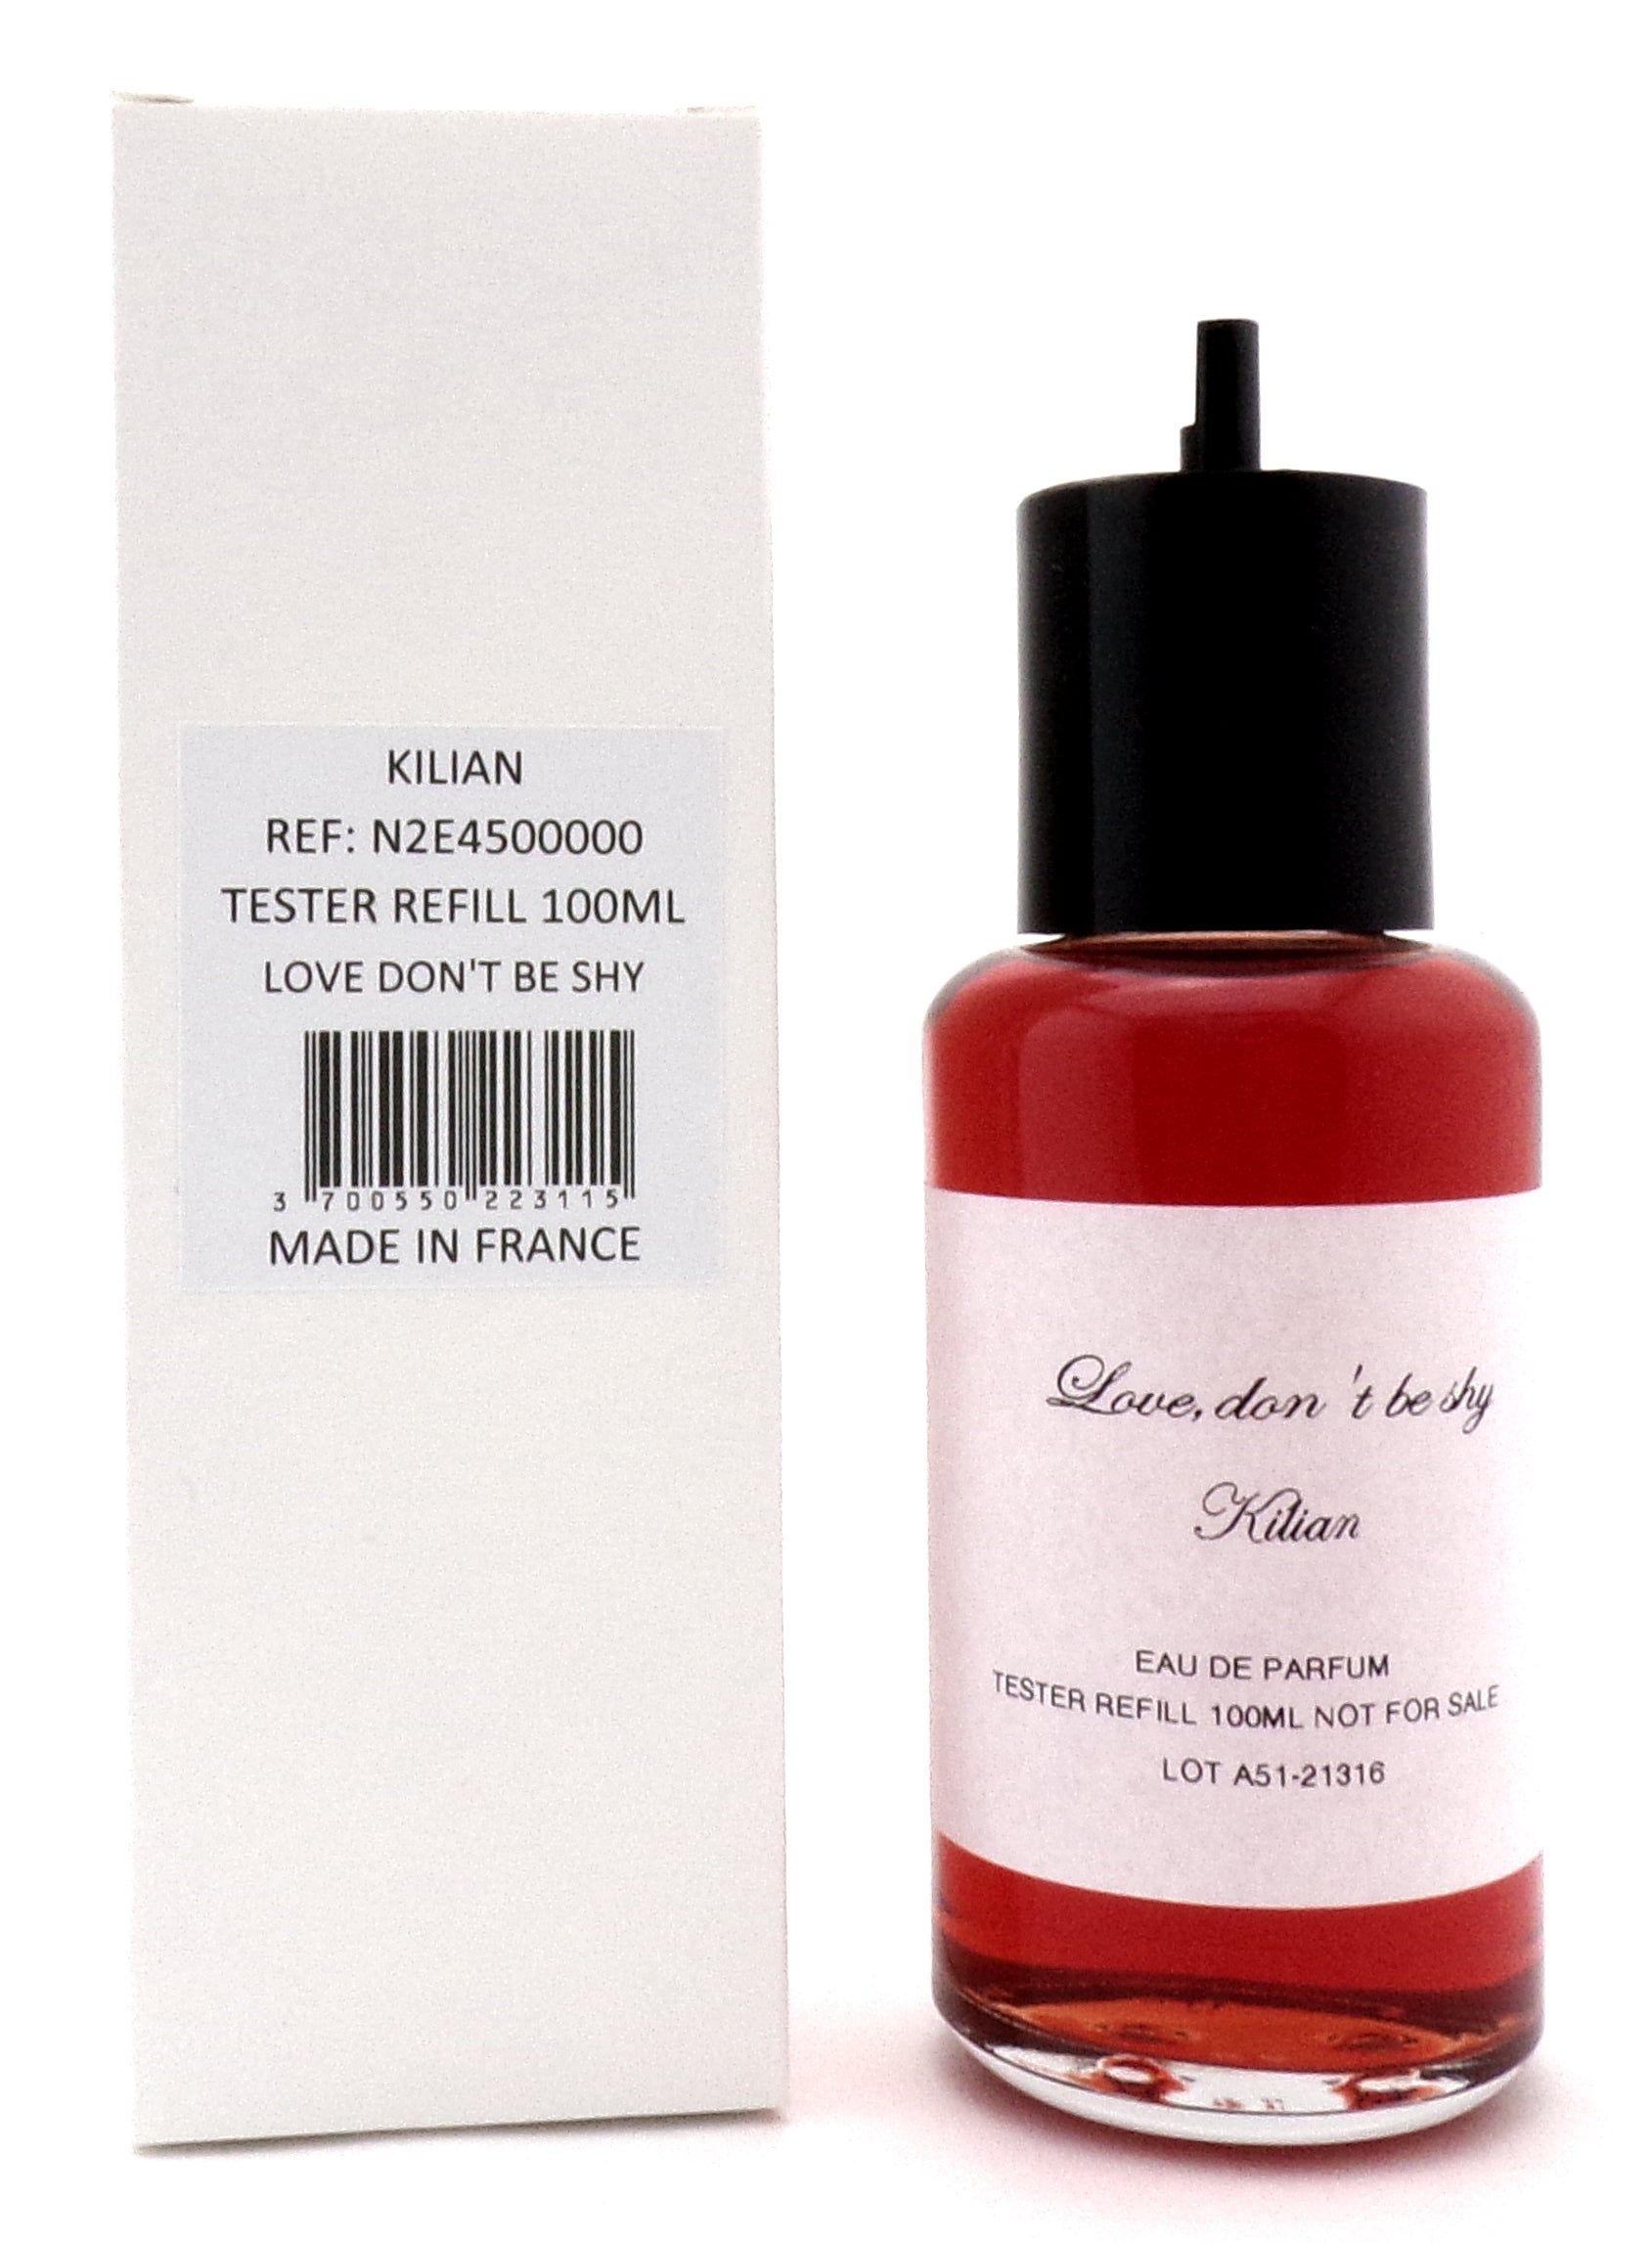 KILIAN
REF: N2E4500000
TESTER REFILL 100ML
LOVE DON'T BE SHY
3 700550 223115
MADE IN FRANCE
Love, don't be shy
Kilian
EAU DE PARFUM
TESTER REFILL 100ML NOT FOR SALE
LOT A51-21316